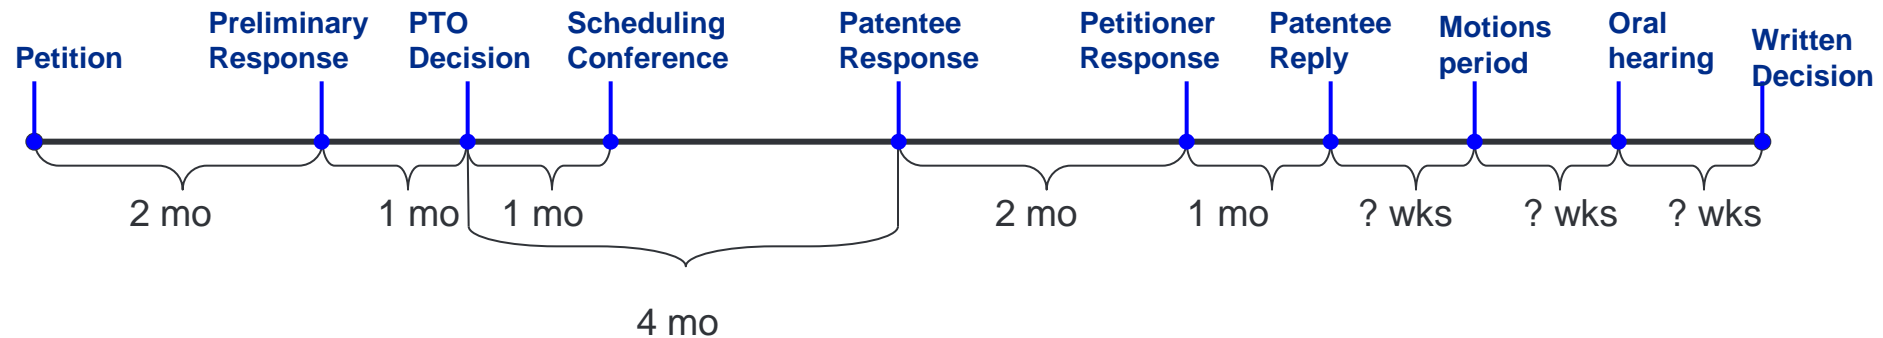 Petition
Preliminary
Response
PTO
Decision
Scheduling
Conference
Patentee
Response
Petitioner
Response
Patentee
Reply
Motions
period
Oral
hearing
Written
Decision
2 mo
1 mo
1 mo
2 mo
1 mo
? wks
? wks
? wks
4 mo